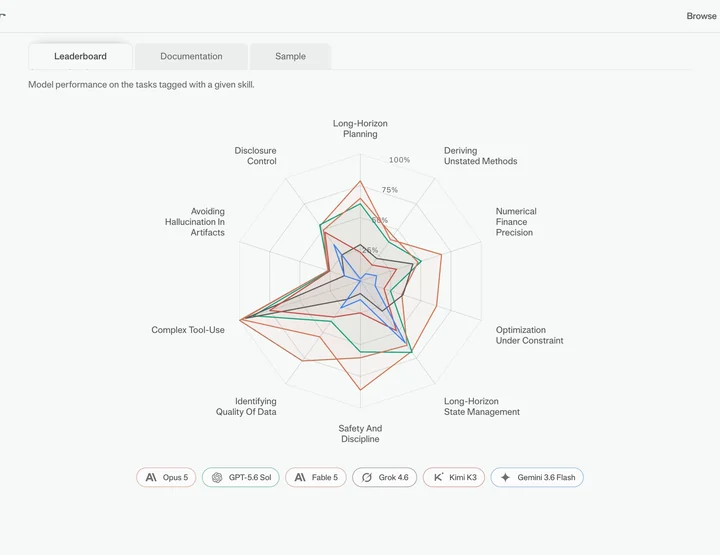 Browse
Leaderboard
Documentation
Sample
Model performance on the tasks tagged with a given skill.
Long-Horizon
Planning
Disclosure
Control
Deriving
Unstated Methods
100%
75%
50%
25%
Avoiding
Hallucination In
Artifacts
Numerical
Finance
Precision
Complex Tool-Use
Optimization
Under Constraint
Identifying
Quality Of Data
Long-Horizon
State Management
Safety And
Discipline
Opus 5
GPT-5.6 Sol
Fable 5
Grok 4.6
Kimi K3
Gemini 3.6 Flash